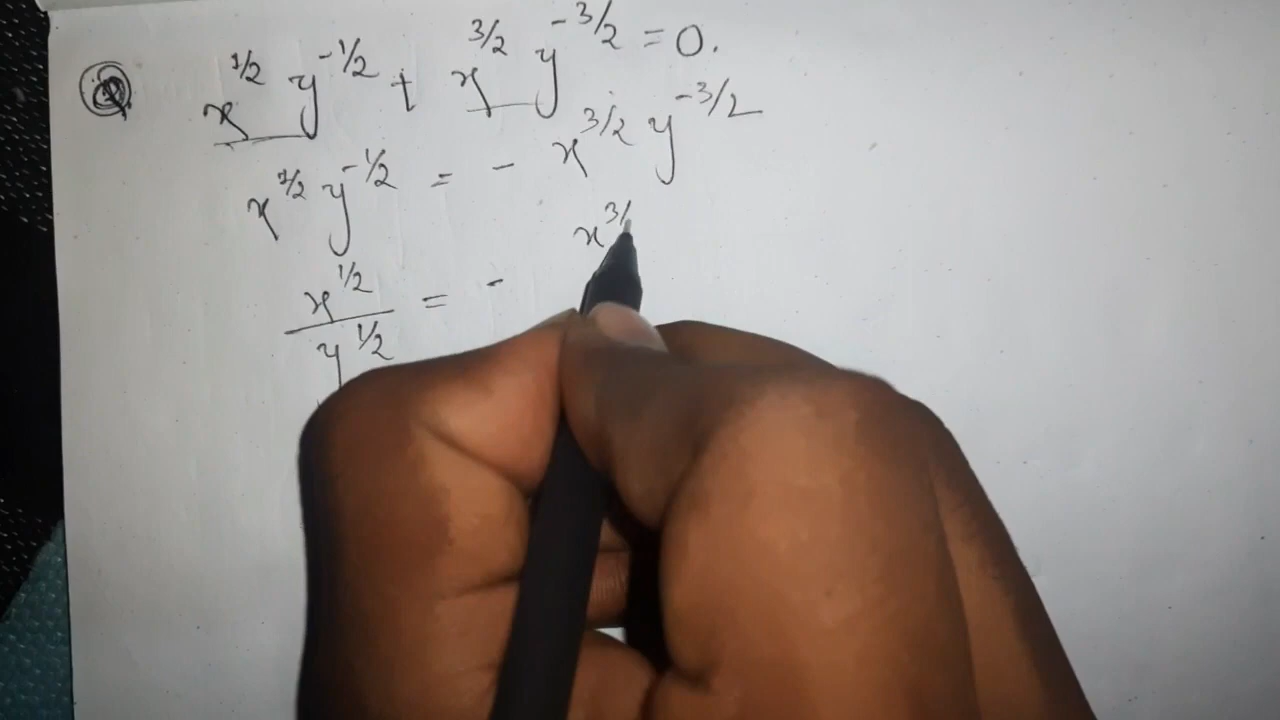 Q x^{1/2} y^{-1/2} + x^{3/2} y^{-3/2} = 0.
x^{1/2} y^{-1/2} = - x^{3/2} y^{-3/2}
x^{1/2} / y^{1/2} = - x^{3/